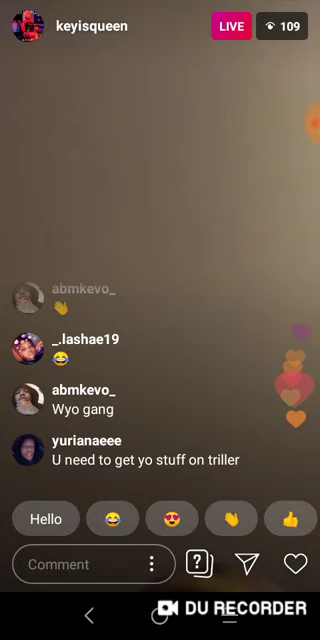 keyisqueen
LIVE
109
abmkevo_
👋
_.lashae19
😂
abmkevo_
Wyo gang
yurianaeee
U need to get yo stuff on triller
Hello 😂 😍 👏 👍
Comment
DU RECORDER